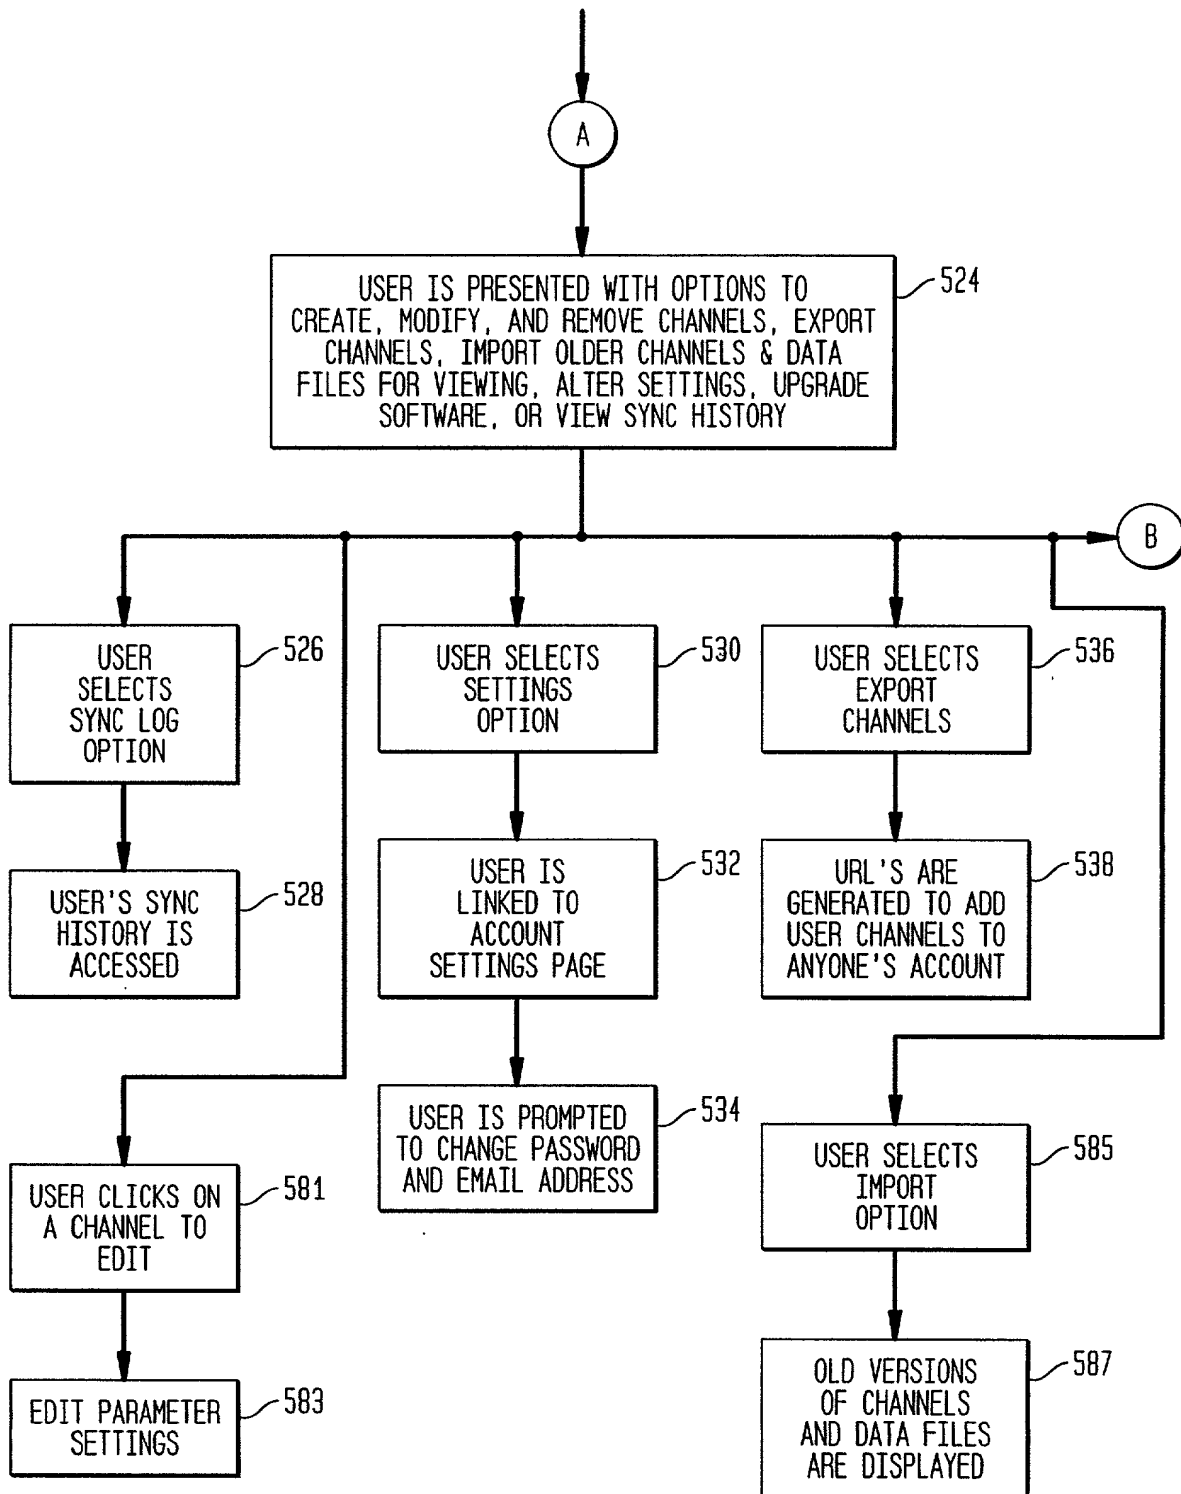 A
USER IS PRESENTED WITH OPTIONS TO
CREATE, MODIFY, AND REMOVE CHANNELS, EXPORT
CHANNELS, IMPORT OLDER CHANNELS & DATA
FILES FOR VIEWING, ALTER SETTINGS, UPGRADE
SOFTWARE, OR VIEW SYNC HISTORY
524
B
USER
SELECTS
SYNC LOG
OPTION
526
USER SELECTS
SETTINGS
OPTION
530
USER SELECTS
EXPORT
CHANNELS
536
USER'S SYNC
HISTORY IS
ACCESSED
528
USER IS
LINKED TO
ACCOUNT
SETTINGS PAGE
532
URL'S ARE
GENERATED TO ADD
USER CHANNELS TO
ANYONE'S ACCOUNT
538
USER IS PROMPTED
TO CHANGE PASSWORD
AND EMAIL ADDRESS
534
USER CLICKS ON
A CHANNEL TO
EDIT
581
USER SELECTS
IMPORT
OPTION
585
EDIT PARAMETER
SETTINGS
583
OLD VERSIONS
OF CHANNELS
AND DATA FILES
ARE DISPLAYED
587